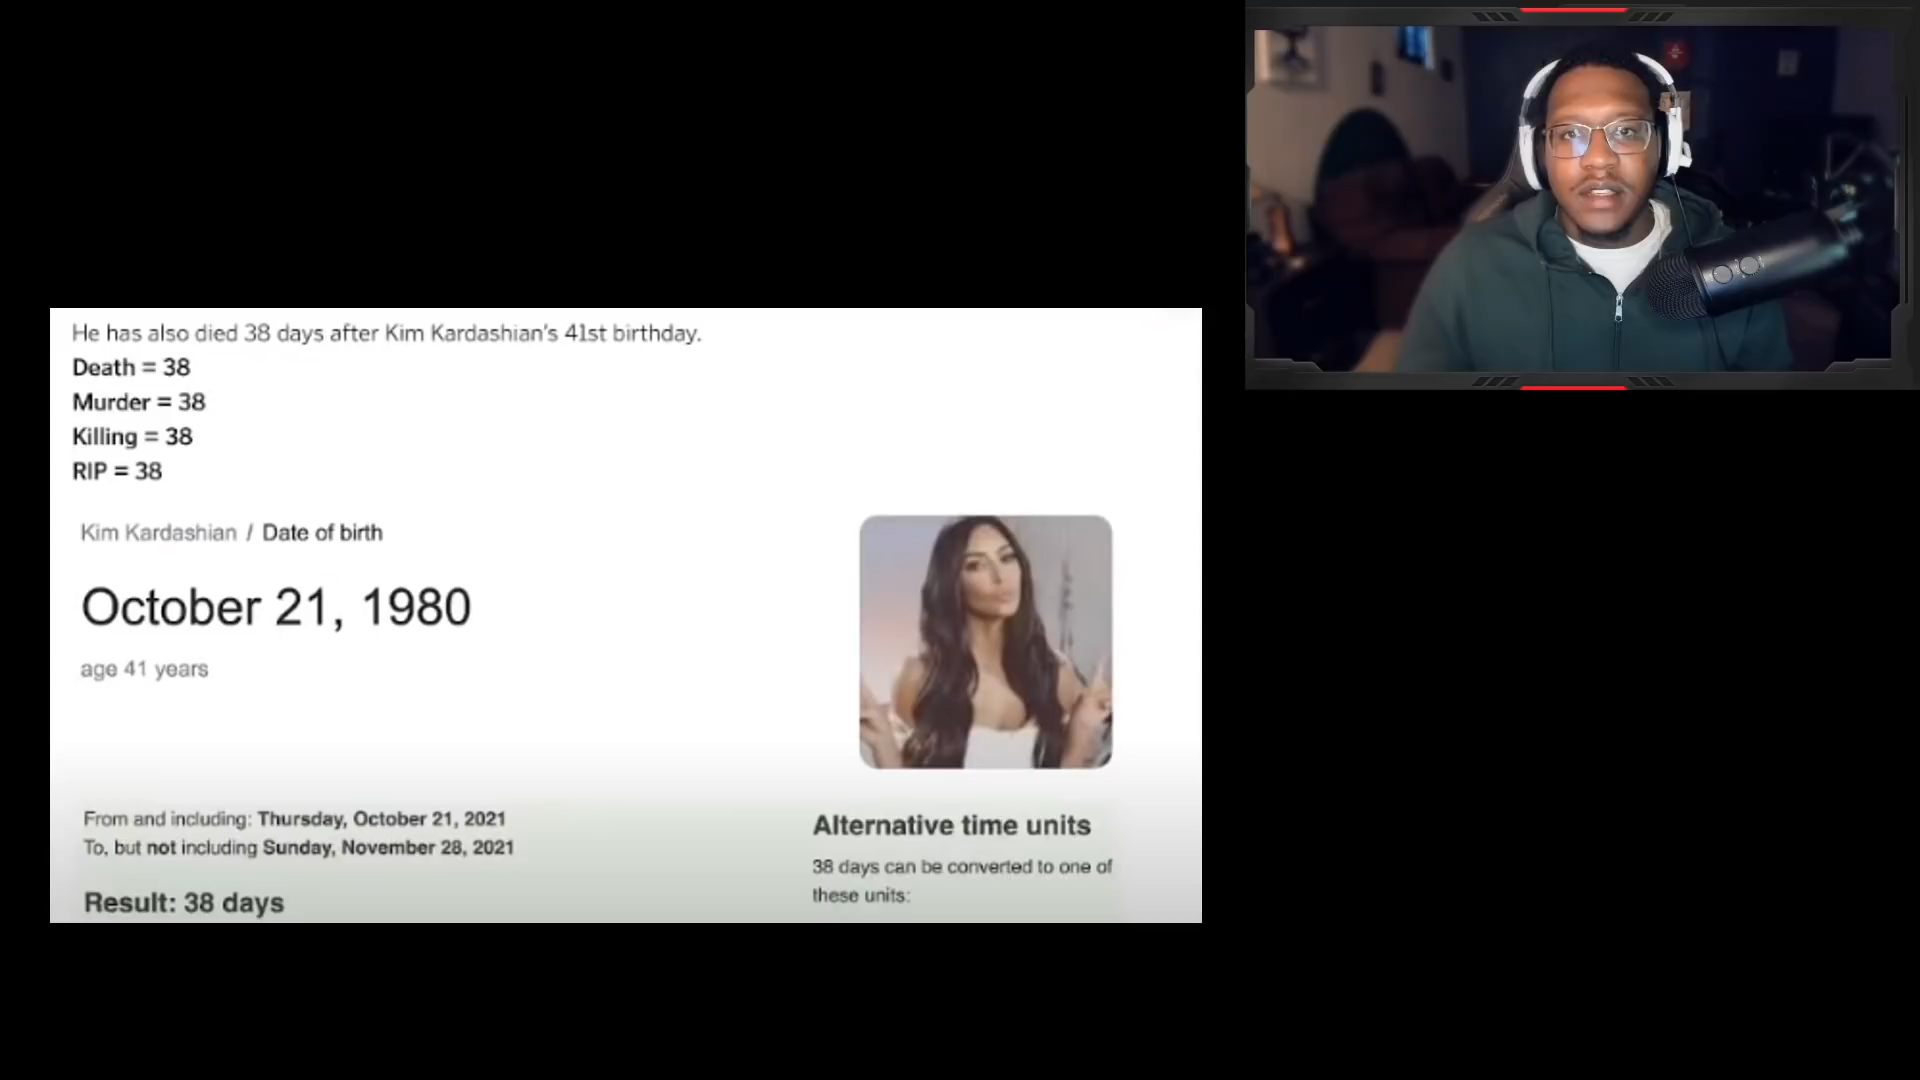 He has also died 38 days after Kim Kardashian's 41st birthday.
Death = 38
Murder = 38
Killing = 38
RIP = 38
Kim Kardashian / Date of birth
October 21, 1980
age 41 years
From and including: Thursday, October 21, 2021
To, but not including Sunday, November 28, 2021
Result: 38 days
Alternative time units
38 days can be converted to one of
these units: